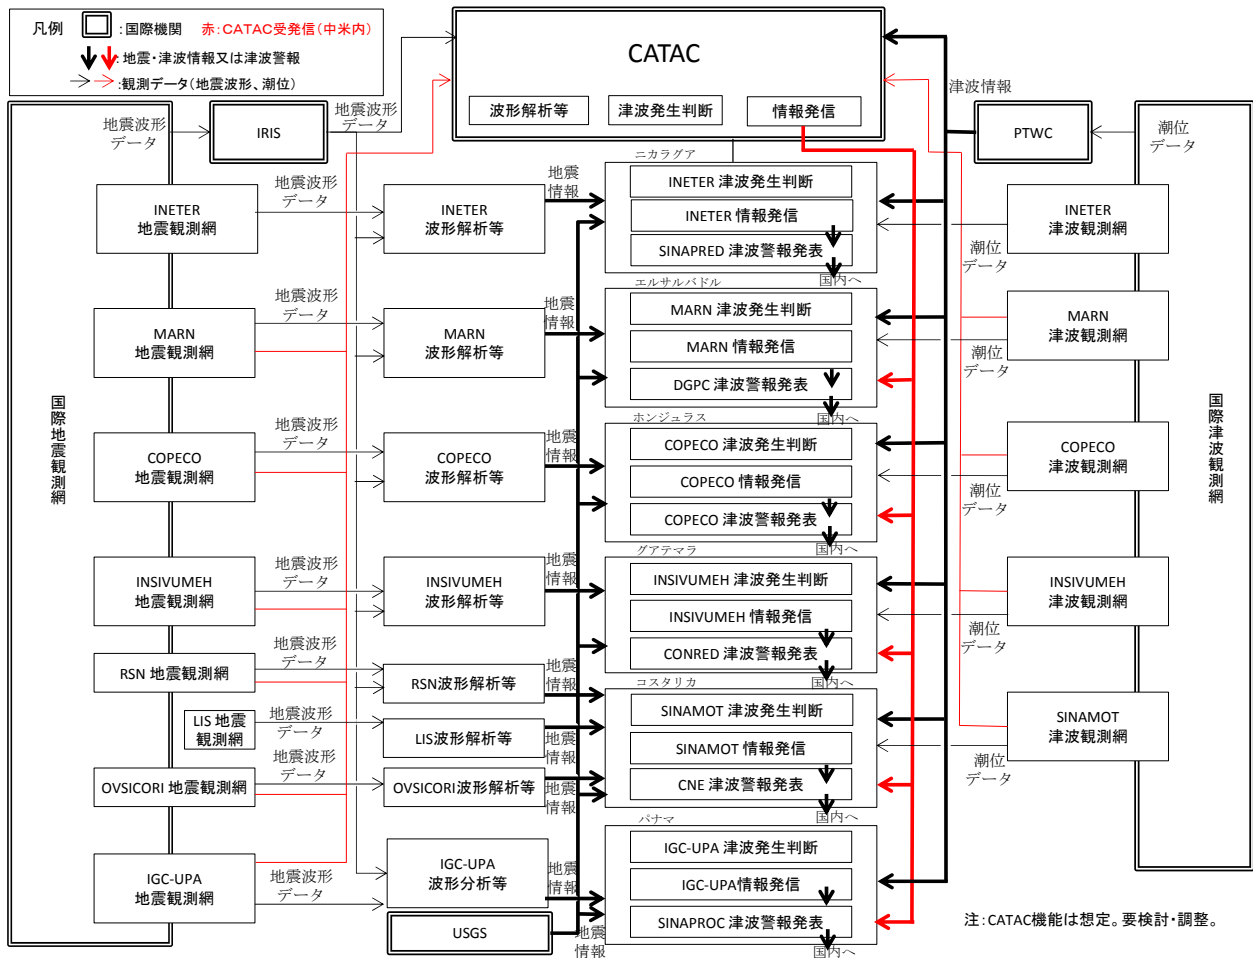 凡例
:国際機関
赤:CATAC受発信(中米内)
:地震・津波情報又は津波警報
:観測データ(地震波形、潮位)
CATAC
波形解析等
津波発生判断
情報発信
国際地震観測網
地震波形
データ
IRIS
地震波形
データ
津波情報
PTWC
潮位
データ
国際津波観測網
INETER
地震観測網
地震波形
データ
INETER
波形解析等
地震
情報
ニカラグア
INETER 津波発生判断
INETER 情報発信
SINAPRED 津波警報発表
国内へ
潮位
データ
INETER
津波観測網
MARN
地震観測網
地震波形
データ
MARN
波形解析等
地震
情報
エルサルバドル
MARN 津波発生判断
MARN 情報発信
DGPC 津波警報発表
国内へ
潮位
データ
MARN
津波観測網
COPECO
地震観測網
地震波形
データ
COPECO
波形解析等
地震
情報
ホンジュラス
COPECO 津波発生判断
COPECO 情報発信
COPECO 津波警報発表
国内へ
潮位
データ
COPECO
津波観測網
INSIVUMEH
地震観測網
地震波形
データ
INSIVUMEH
波形解析等
地震
情報
グアテマラ
INSIVUMEH 津波発生判断
INSIVUMEH 情報発信
CONRED 津波警報発表
国内へ
潮位
データ
INSIVUMEH
津波観測網
RSN 地震観測網
地震波形
データ
RSN波形解析等
地震
情報
LIS 地震
観測網
地震波形
データ
LIS波形解析等
地震
情報
OVSICORI 地震観測網
地震波形
データ
OVSICORI波形解析等
地震
情報
コスタリカ
SINAMOT 津波発生判断
SINAMOT 情報発信
CNE 津波警報発表
国内へ
潮位
データ
SINAMOT
津波観測網
IGC-UPA
地震観測網
地震波形
データ
IGC-UPA
波形分析等
地震
情報
パナマ
IGC-UPA 津波発生判断
IGC-UPA情報発信
SINAPROC 津波警報発表
国内へ
USGS
地震
情報
注:CATAC機能は想定。要検討・調整。